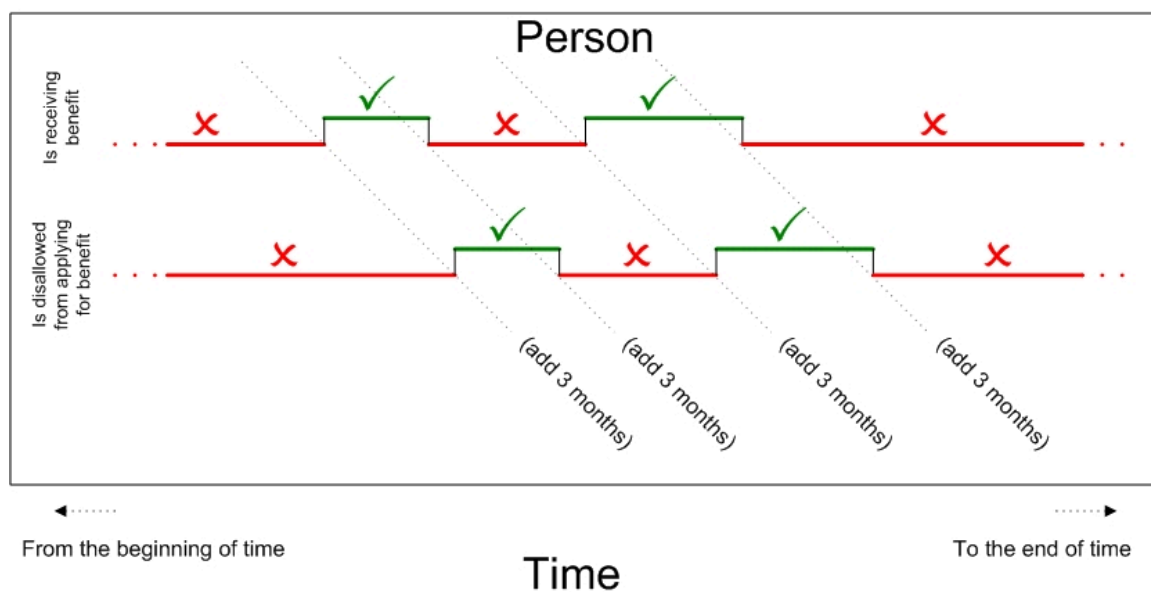 Person
Is receiving
benefit
Is disallowed
from applying
for benefit
(add 3 months)
(add 3 months)
(add 3 months)
(add 3 months)
From the beginning of time
To the end of time
Time